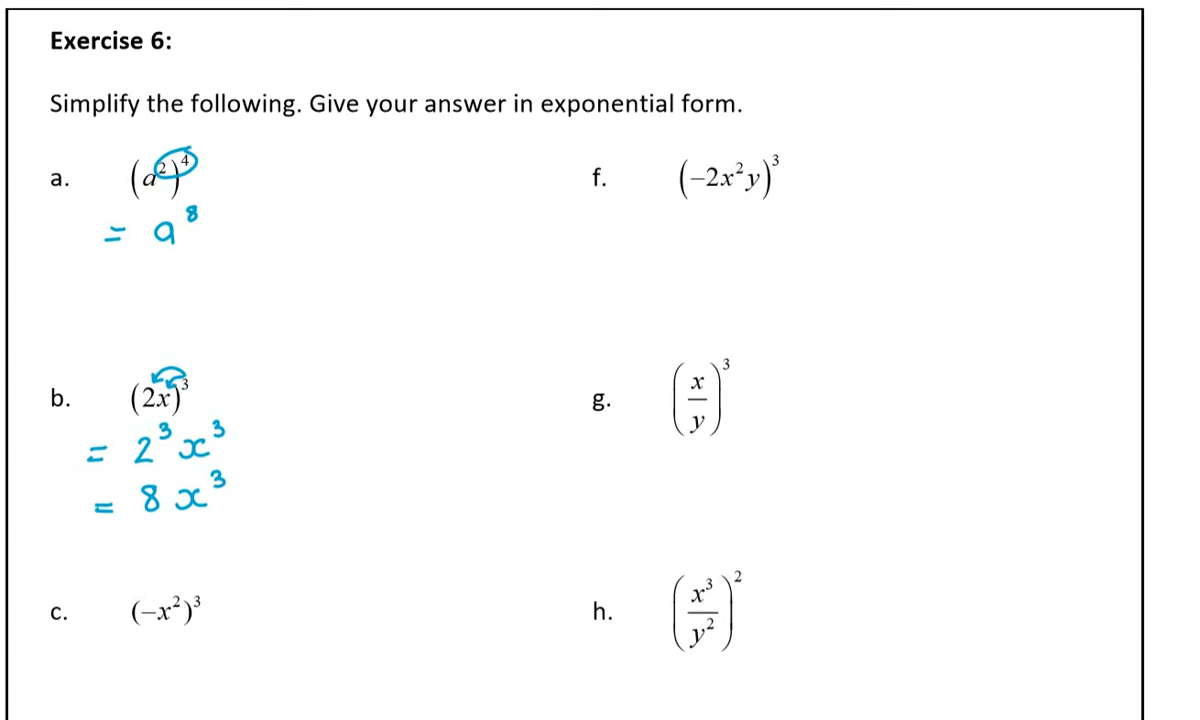 Exercise 6:
Simplify the following. Give your answer in exponential form.
a. (a²)⁴
= a⁸
b. (2x)³
= 2³x³
= 8x³
c. (−x²)³
f. (−2x²y)³
g. (x/y)³
h. (x³/y²)²